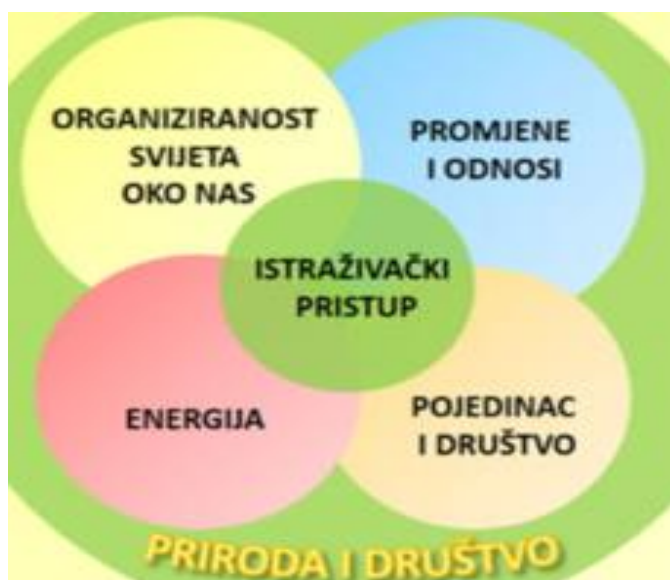 ORGANIZIRANOST
SVIJETA
OKO NAS
PROMJENE
I ODNOSI
ISTRAŽIVAČKI
PRISTUP
ENERGIJA
POJEDINAC
I DRUŠTVO
PRIRODA I DRUŠTVO